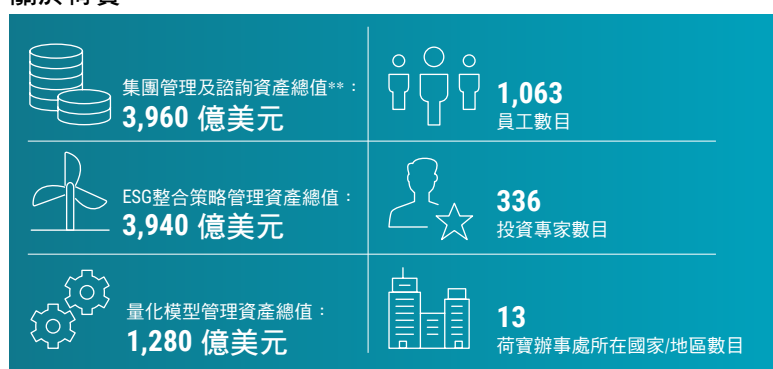 集團管理及諮詢資產總值**：
3,960 億美元
1,063
員工數目
ESG整合策略管理資產總值：
3,940 億美元
336
投資專家數目
量化模型管理資產總值：
1,280 億美元
13
荷寶辦事處所在國家/地區數目